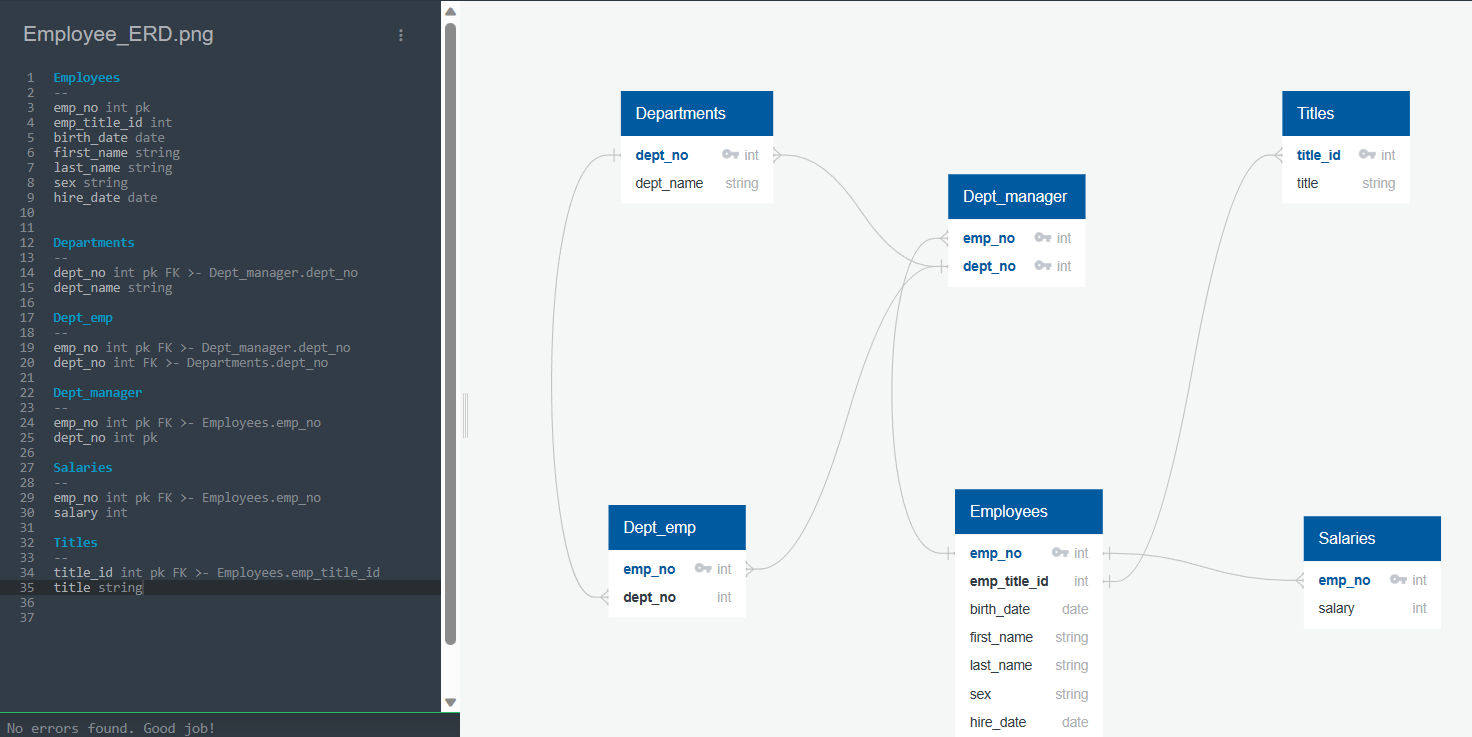 Employee_ERD.png
1 Employees
2 --
3 emp_no int pk
4 emp_title_id int
5 birth_date date
6 first_name string
7 last_name string
8 sex string
9 hire_date date
10
11
12 Departments
13 --
14 dept_no int pk FK >- Dept_manager.dept_no
15 dept_name string
16
17 Dept_emp
18 --
19 emp_no int pk FK >- Dept_manager.dept_no
20 dept_no int FK >- Departments.dept_no
21
22 Dept_manager
23 --
24 emp_no int pk FK >- Employees.emp_no
25 dept_no int pk
26
27 Salaries
28 --
29 emp_no int pk FK >- Employees.emp_no
30 salary int
31
32 Titles
33 --
34 title_id int pk FK >- Employees.emp_title_id
35 title string
36
37
No errors found. Good job!
Departments
dept_no int
dept_name string
Dept_manager
emp_no int
dept_no int
Titles
title_id int
title string
Dept_emp
emp_no int
dept_no int
Employees
emp_no int
emp_title_id int
birth_date date
first_name string
last_name string
sex string
hire_date date
Salaries
emp_no int
salary int